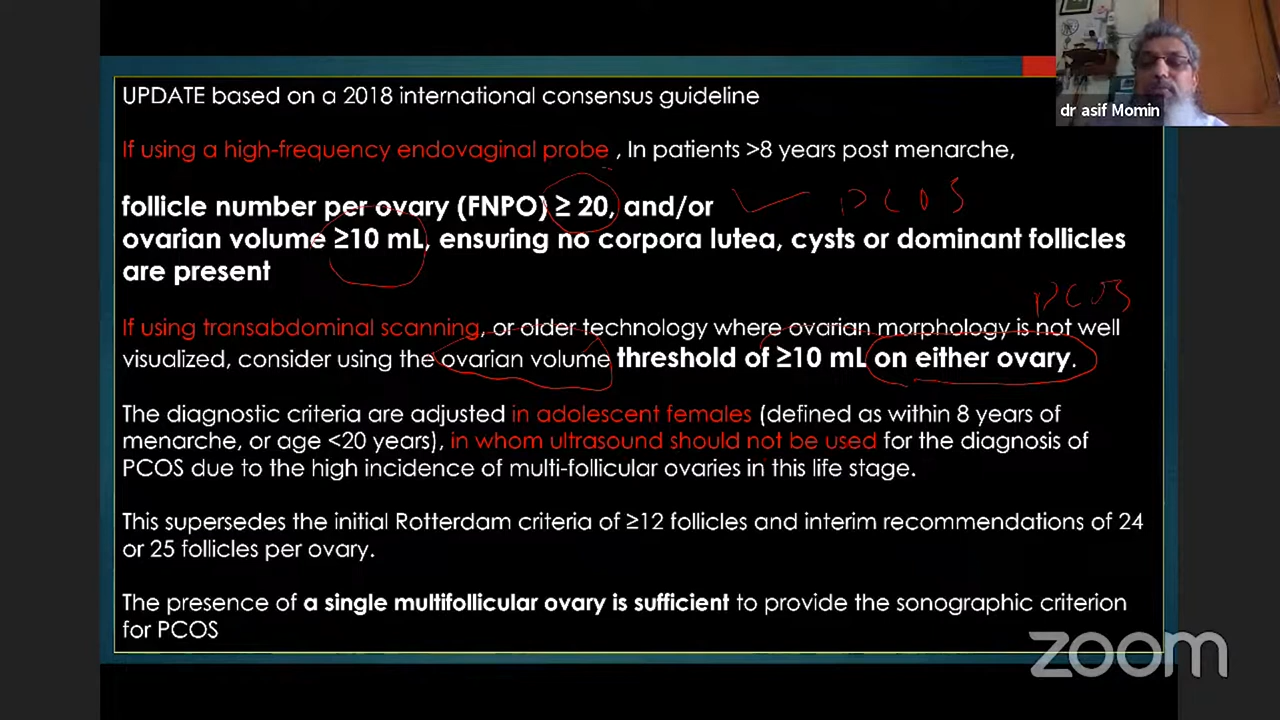 UPDATE based on a 2018 international consensus guideline
dr asif Momin
If using a high-frequency endovaginal probe , In patients >8 years post menarche,
follicle number per ovary (FNPO) ≥ 20, and/or
PCOS
ovarian volume ≥10 mL, ensuring no corpora lutea, cysts or dominant follicles
are present
PCOS
If using transabdominal scanning, or older technology where ovarian morphology is not well
visualized, consider using the ovarian volume threshold of ≥10 mL on either ovary.
The diagnostic criteria are adjusted in adolescent females (defined as within 8 years of
menarche, or age <20 years), in whom ultrasound should not be used for the diagnosis of
PCOS due to the high incidence of multi-follicular ovaries in this life stage.
This supersedes the initial Rotterdam criteria of ≥12 follicles and interim recommendations of 24
or 25 follicles per ovary.
The presence of a single multifollicular ovary is sufficient to provide the sonographic criterion
for PCOS
zoom